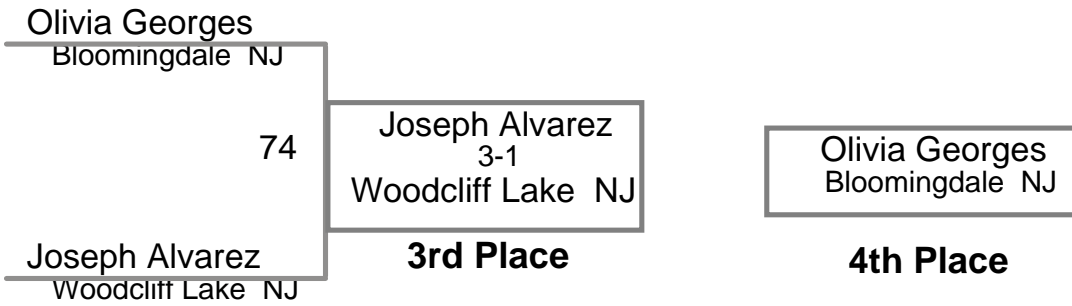 Olivia Georges
Bloomingdale NJ
74
Joseph Alvarez
3-1
Woodcliff Lake NJ
3rd Place
Joseph Alvarez
Woodcliff Lake NJ
Olivia Georges
Bloomingdale NJ
4th Place